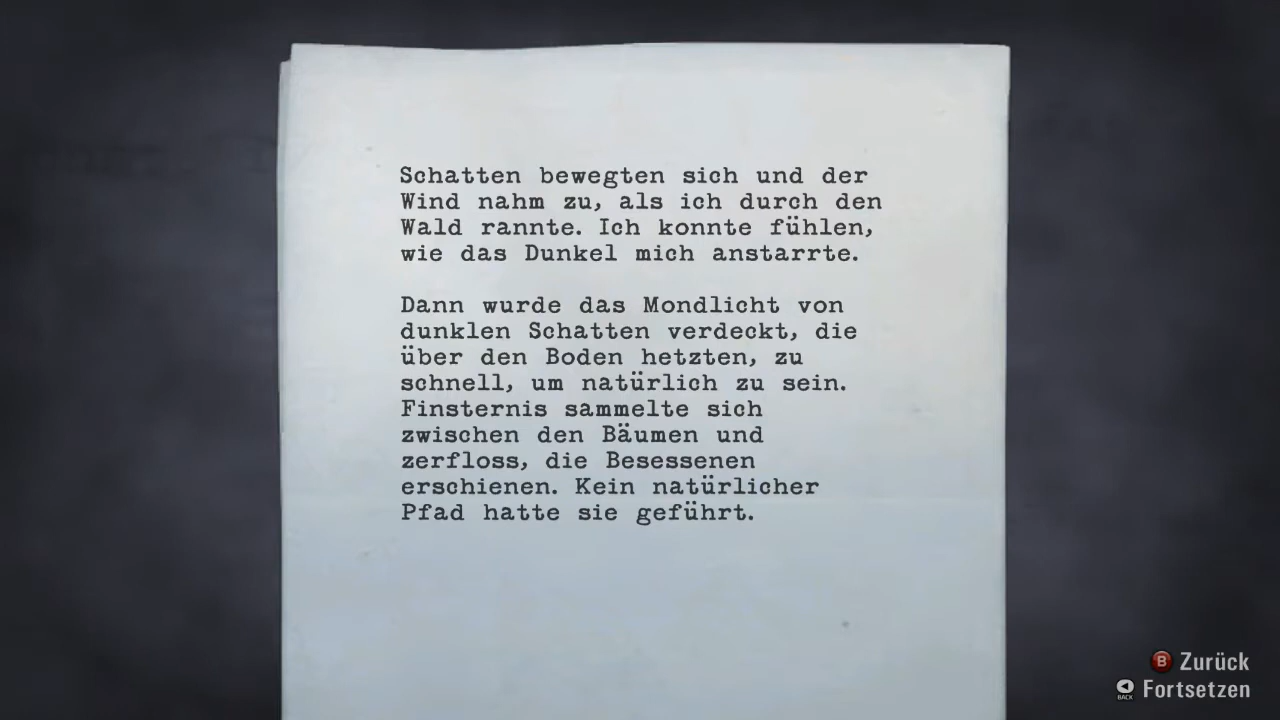 Schatten bewegten sich und der
Wind nahm zu, als ich durch den
Wald rannte. Ich konnte fühlen,
wie das Dunkel mich anstarrte.
Dann wurde das Mondlicht von
dunklen Schatten verdeckt, die
über den Boden hetzten, zu
schnell, um natürlich zu sein.
Finsternis sammelte sich
zwischen den Bäumen und
zerfloss, die Besessenen
erschienen. Kein natürlicher
Pfad hatte sie geführt.
B Zurück
BACK Fortsetzen